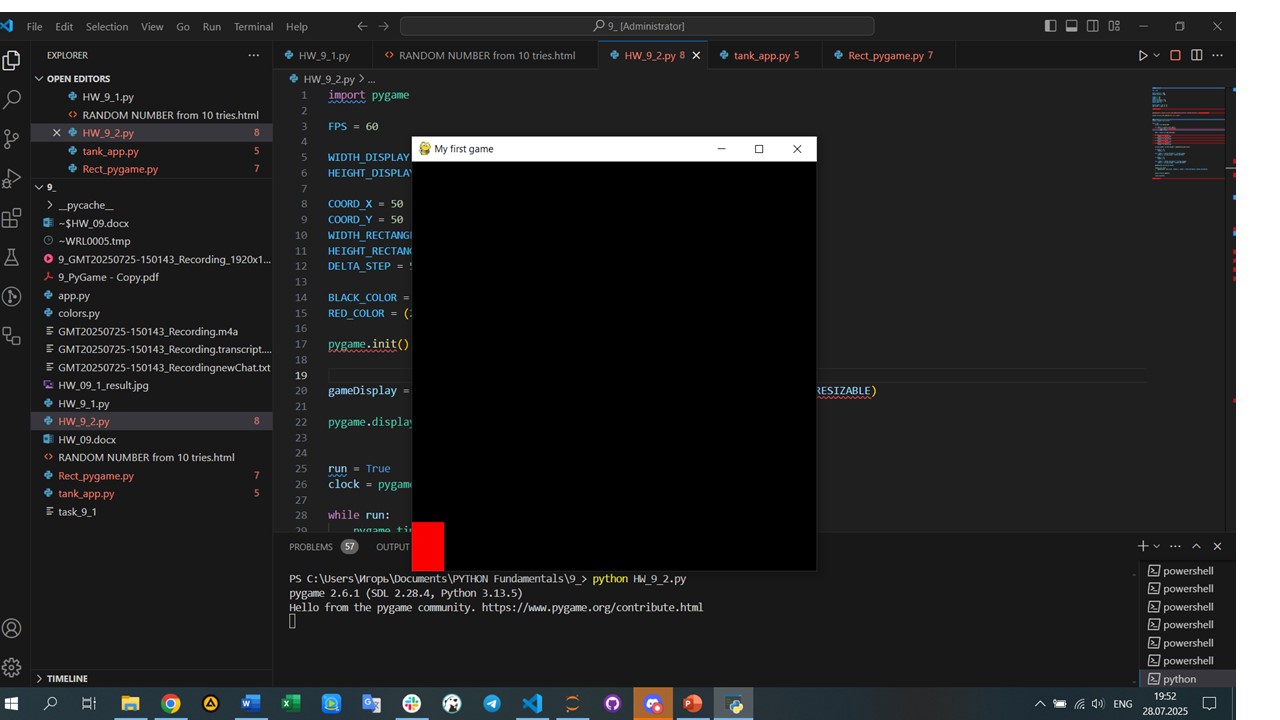 File Edit Selection View Go Run Terminal Help
9_ [Administrator]
EXPLORER
HW_9_1.py
RANDOM NUMBER from 10 tries.html
HW_9_2.py 8
tank_app.py 5
Rect_pygame.py 7
OPEN EDITORS
HW_9_1.py
RANDOM NUMBER from 10 tries.html
HW_9_2.py 8
tank_app.py 5
Rect_pygame.py 7
9_
__pycache__
~$HW_09.docx
~WRL0005.tmp
9_GMT20250725-150143_Recording_1920x1...
9_PyGame - Copy.pdf
app.py
colors.py
GMT20250725-150143_Recording.m4a
GMT20250725-150143_Recording.transcript....
GMT20250725-150143_RecordingnewChat.txt
HW_09_1_result.jpg
HW_9_1.py
HW_9_2.py 8
HW_09.docx
RANDOM NUMBER from 10 tries.html
Rect_pygame.py 7
tank_app.py 5
task_9_1
TIMELINE
HW_9_2.py > ...
1 import pygame
2
3 FPS = 60
4
5 WIDTH_DISPLAY
6 HEIGHT_DISPLAY
7
8 COORD_X = 50
9 COORD_Y = 50
10 WIDTH_RECTANG
11 HEIGHT_RECTANG
12 DELTA_STEP =
13
14 BLACK_COLOR =
15 RED_COLOR = (
16
17 pygame.init()
18
19
20 gameDisplay = RESIZABLE)
21
22 pygame.display
23
24
25 run = True
26 clock = pygame
27
28 while run:
29
My first game
PROBLEMS 57 OUTPUT
PS C:\Users\Игорь\Documents\PYTHON Fundamentals\9_> python HW_9_2.py
pygame 2.6.1 (SDL 2.28.4, Python 3.13.5)
Hello from the pygame community. https://www.pygame.org/contribute.html
powershell
powershell
powershell
powershell
powershell
powershell
python
ENG
19:52
28.07.2025